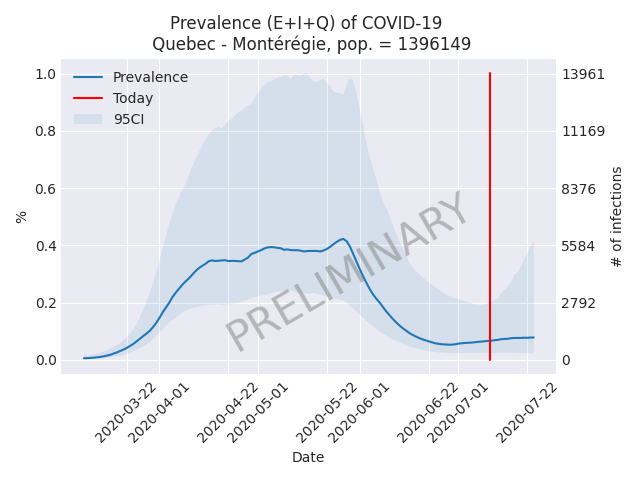 Prevalence (E+I+Q) of COVID-19
Quebec - Montérégie, pop. = 1396149
Prevalence
Today
95CI
1.0
0.8
0.6
0.4
0.2
0.0
%
13961
11169
8376
5584
2792
0
# of infections
PRELIMINARY
2020-03-22
2020-04-01
2020-04-22
2020-05-01
2020-05-22
2020-06-01
2020-06-22
2020-07-01
2020-07-22
Date